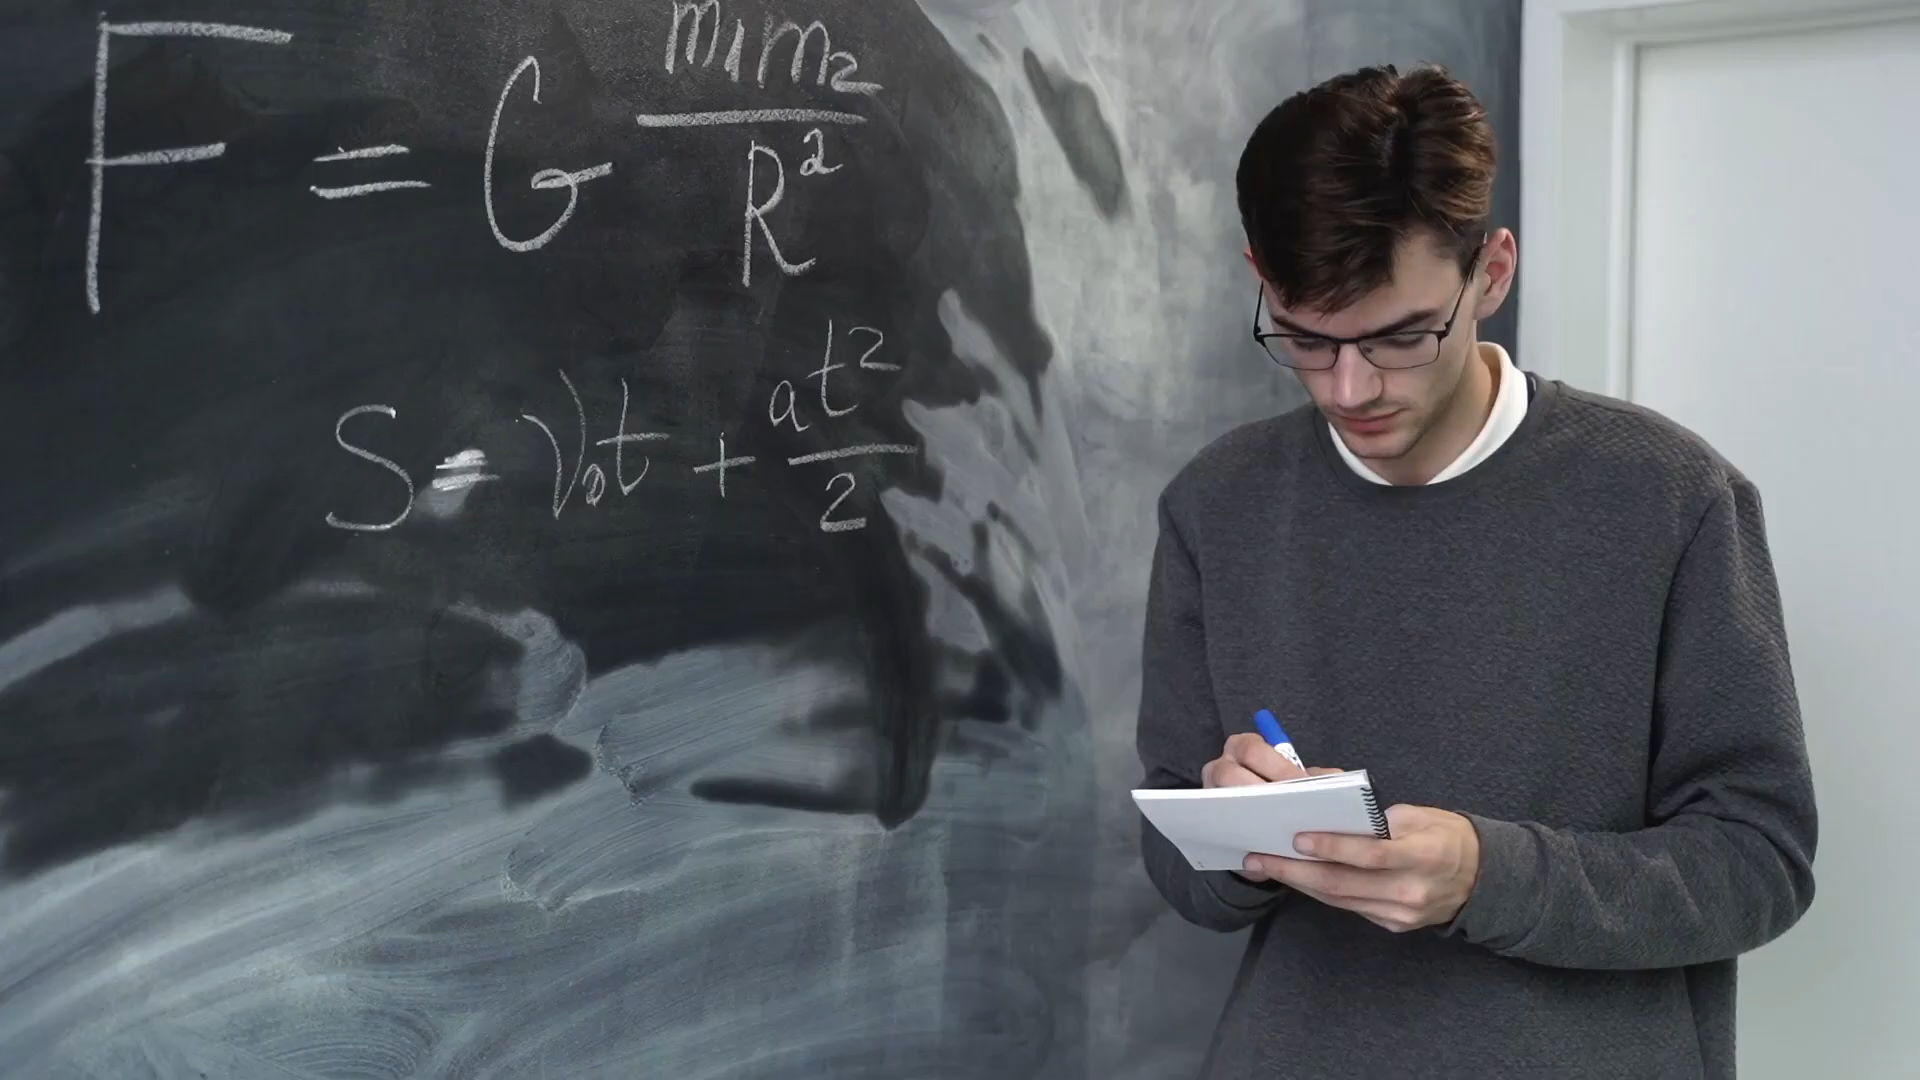 F = G m₁m₂/R²
S = V₀t + at²/2